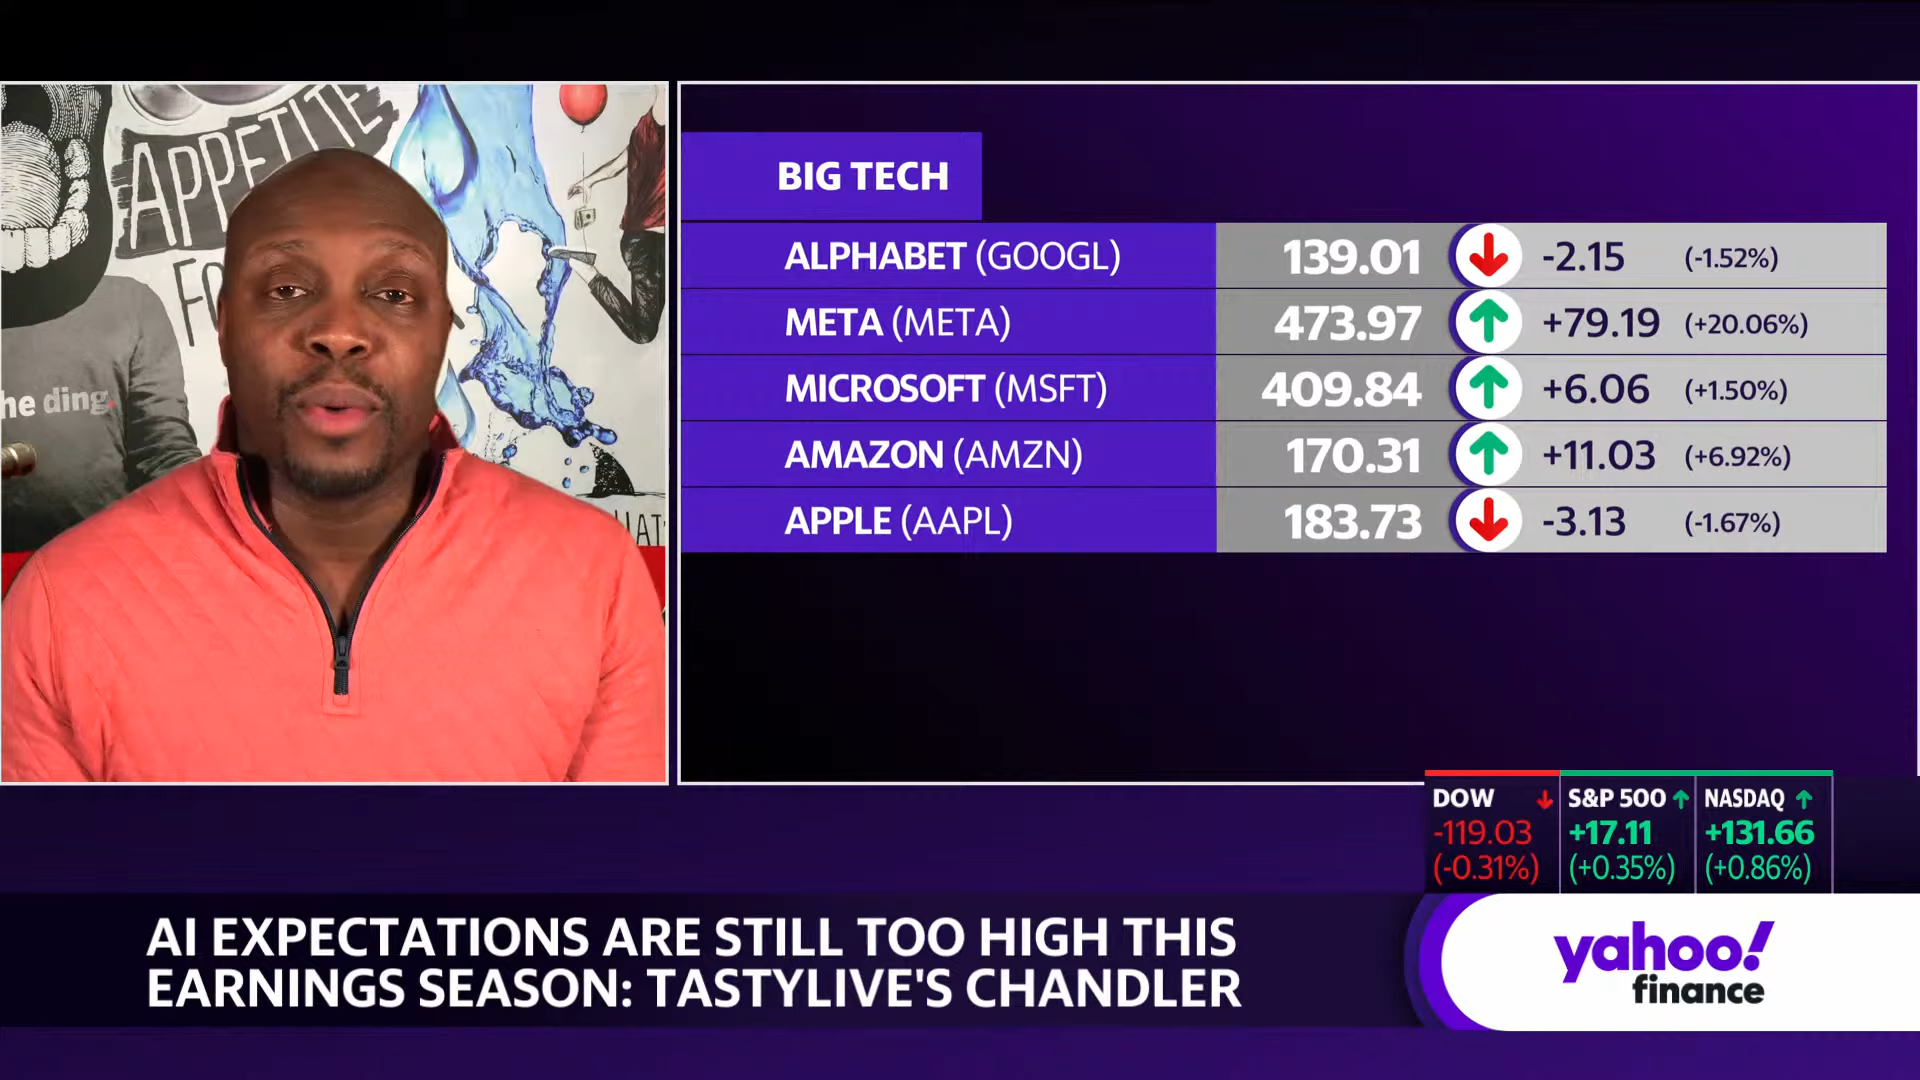 APPETITE
FO
he ding.
HAT
BIG TECH
ALPHABET (GOOGL) 139.01 -2.15 (-1.52%)
META (META) 473.97 +79.19 (+20.06%)
MICROSOFT (MSFT) 409.84 +6.06 (+1.50%)
AMAZON (AMZN) 170.31 +11.03 (+6.92%)
APPLE (AAPL) 183.73 -3.13 (-1.67%)
DOW S&P 500 NASDAQ
-119.03 +17.11 +131.66
(-0.31%) (+0.35%) (+0.86%)
AI EXPECTATIONS ARE STILL TOO HIGH THIS
EARNINGS SEASON: TASTYLIVE'S CHANDLER
yahoo!
finance